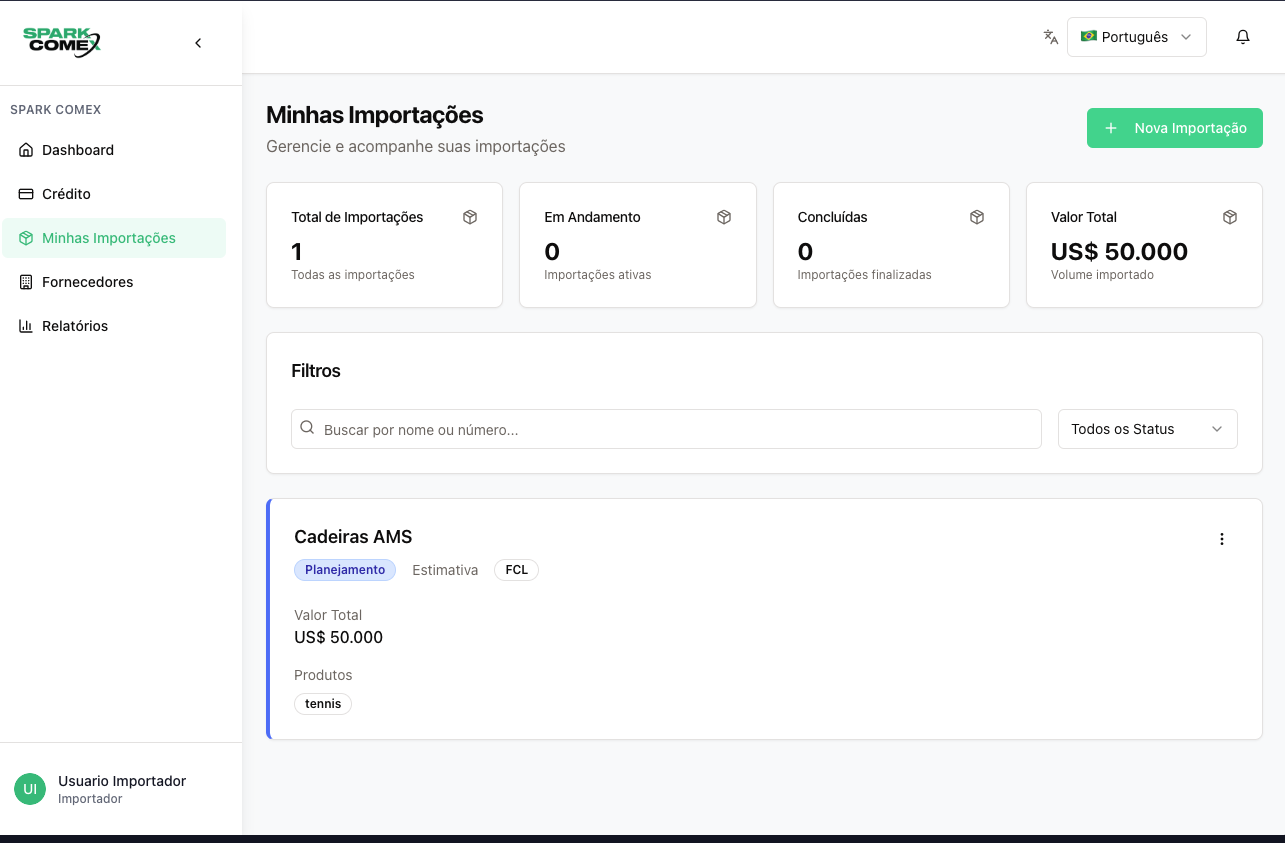 SPARK
COMEX
SPARK COMEX
Dashboard
Crédito
Minhas Importações
Fornecedores
Relatórios
UI
Usuario Importador
Importador
Português
Minhas Importações
Gerencie e acompanhe suas importações
Nova Importação
Total de Importações
1
Todas as importações
Em Andamento
0
Importações ativas
Concluídas
0
Importações finalizadas
Valor Total
US$ 50.000
Volume importado
Filtros
Buscar por nome ou número...
Todos os Status
Cadeiras AMS
Planejamento Estimativa FCL
Valor Total
US$ 50.000
Produtos
tennis